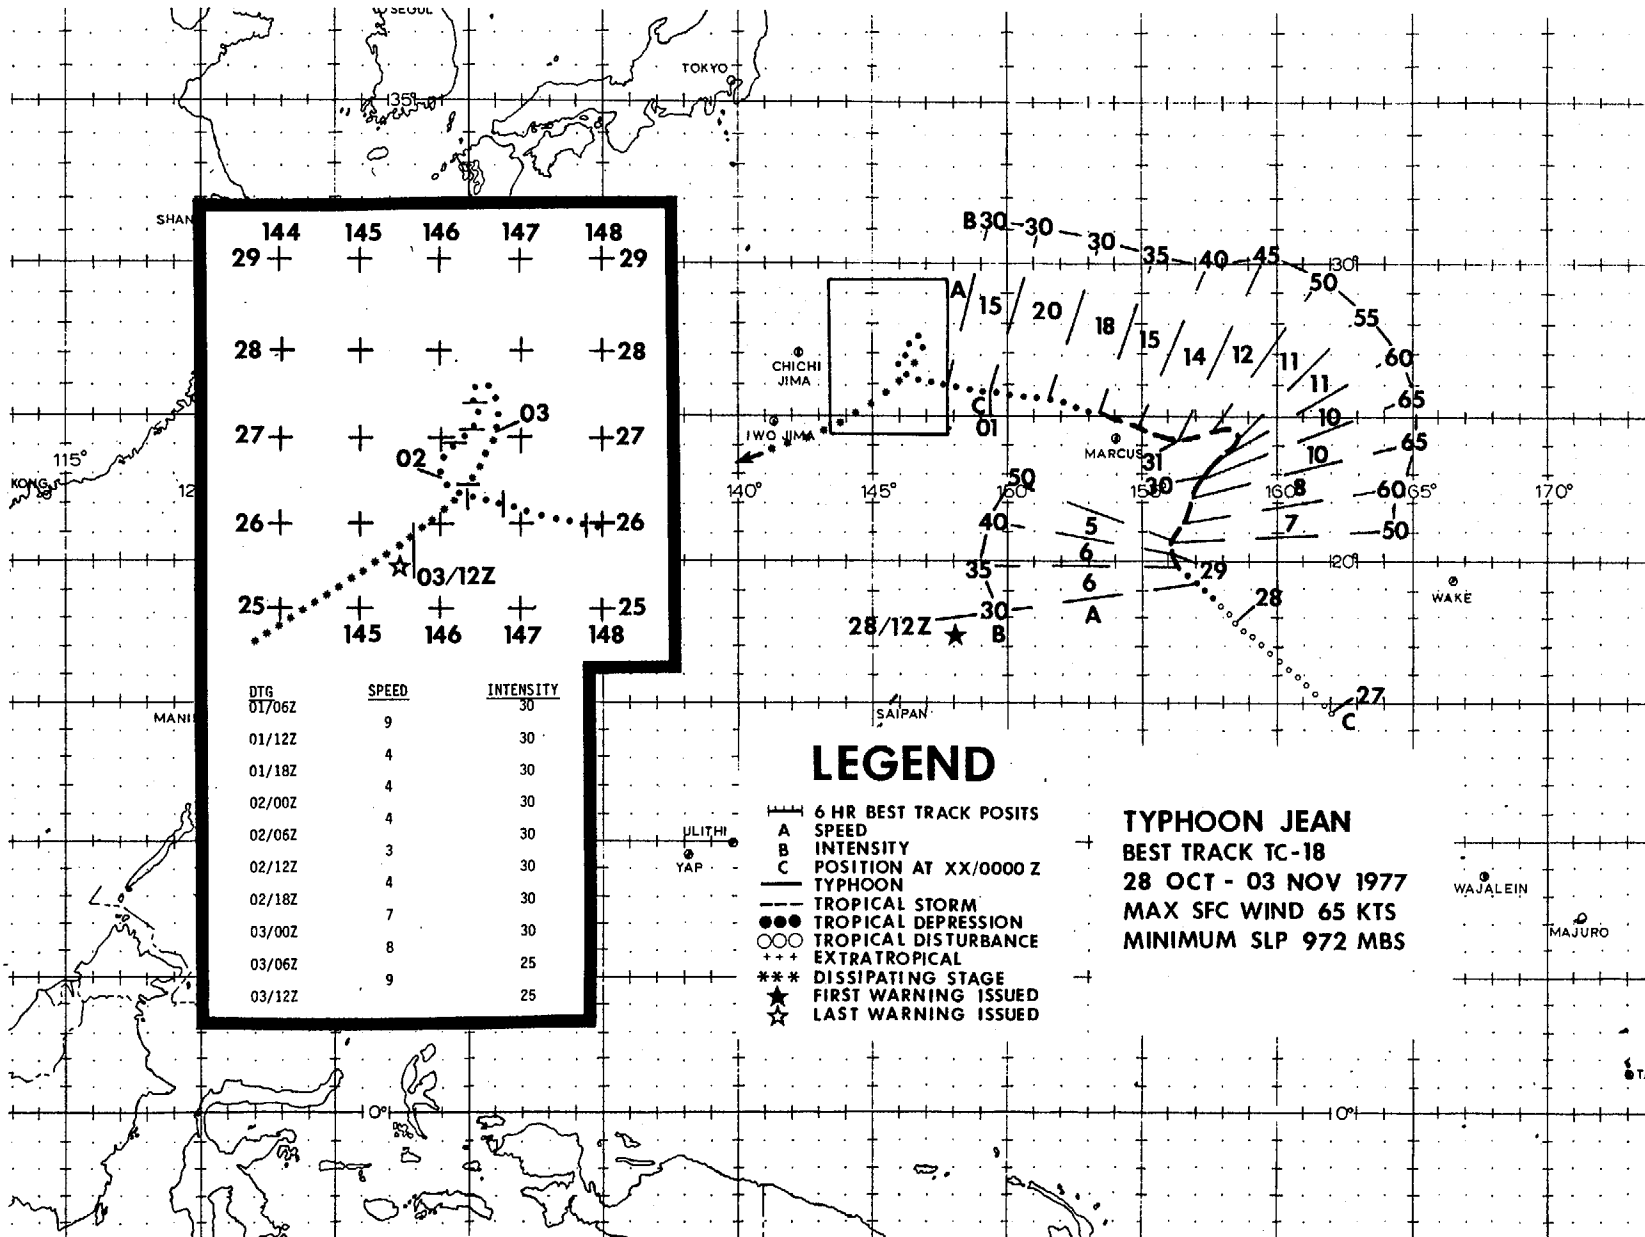 SEOUL
TOKYO
35°
SHAN
144 145 146 147 148
29 29
28 28
27 27
26 26
25 25
145 146 147 148
03
02
03/12Z
DTG SPEED INTENSITY
01/06Z 30
9
01/12Z 30
4
01/18Z 30
4
02/00Z 30
4
02/06Z 30
3
02/12Z 30
4
02/18Z 30
7
03/00Z 30
8
03/06Z 25
9
03/12Z 25
115°
KONG
12
MANI
B 30 30 30 35 40 45 50 55 60 65 65 60 50
30°
A 15 20 18 15 14 12 11 11 10 10 8 7
CHICHI
JIMA
IWO JIMA
C
01
MARCUS
31
30
140° 145° 150° 155° 160° 165° 170°
50
40
35
30
B
5
6
6
A
29
28
27
C
20°
28/12Z
WAKE
SAIPAN
ULITHI
YAP
LEGEND
6 HR BEST TRACK POSITS
A SPEED
B INTENSITY
C POSITION AT XX/0000 Z
TYPHOON
TROPICAL STORM
TROPICAL DEPRESSION
TROPICAL DISTURBANCE
+++ EXTRATROPICAL
*** DISSIPATING STAGE
★ FIRST WARNING ISSUED
☆ LAST WARNING ISSUED
TYPHOON JEAN
BEST TRACK TC-18
28 OCT - 03 NOV 1977
MAX SFC WIND 65 KTS
MINIMUM SLP 972 MBS
WAJALEIN
MAJURO
TA
0° 0°